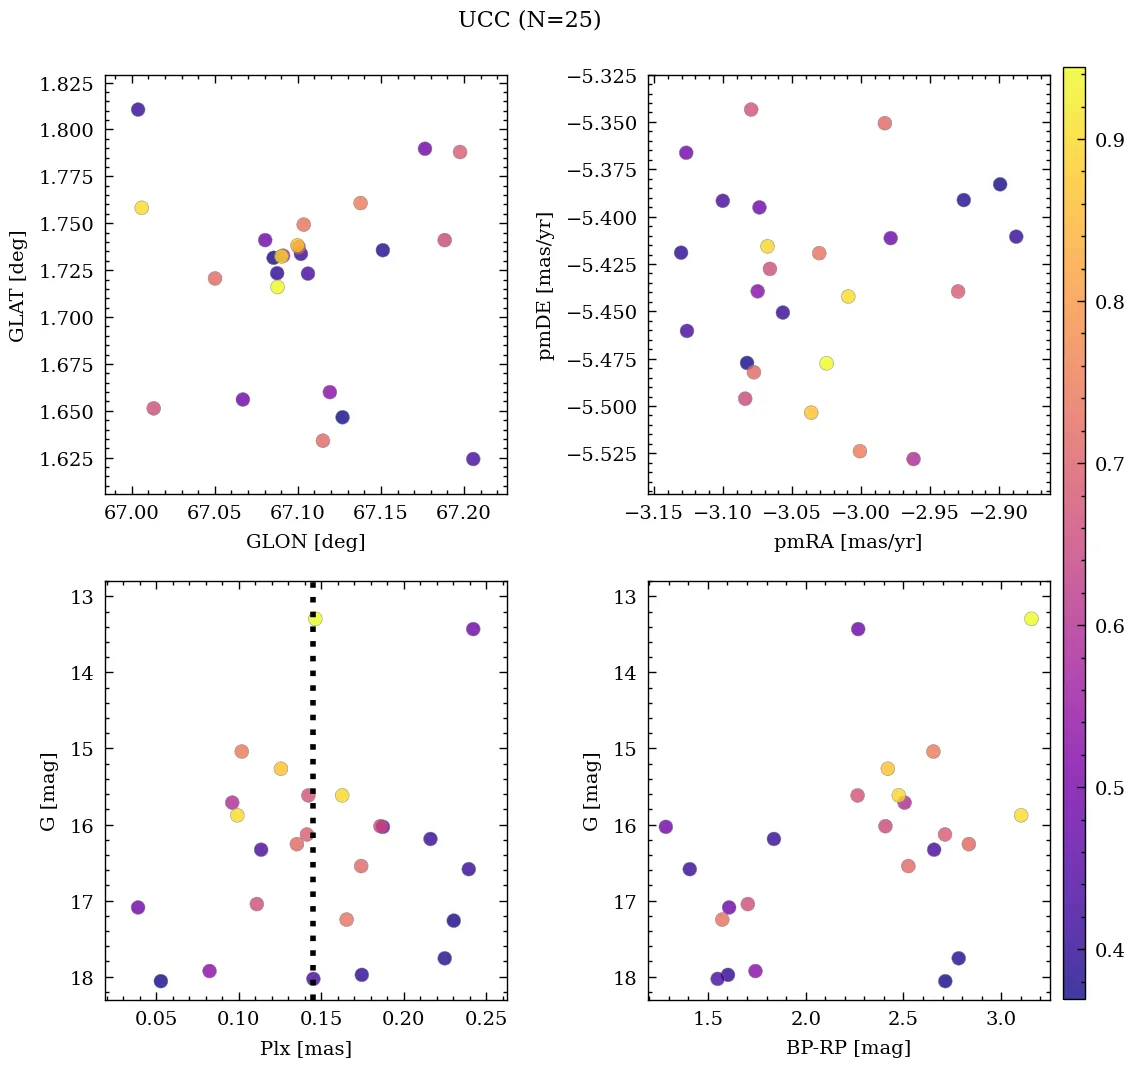 UCC (N=25)
1.825
1.800
1.775
1.750
1.725
1.700
1.675
1.650
1.625
GLAT [deg]
67.00 67.05 67.10 67.15 67.20
GLON [deg]
−5.325
−5.350
−5.375
−5.400
−5.425
−5.450
−5.475
−5.500
−5.525
pmDE [mas/yr]
−3.15 −3.10 −3.05 −3.00 −2.95 −2.90
pmRA [mas/yr]
13
14
15
16
17
18
G [mag]
0.05 0.10 0.15 0.20 0.25
Plx [mas]
13
14
15
16
17
18
G [mag]
1.5 2.0 2.5 3.0
BP-RP [mag]
0.9
0.8
0.7
0.6
0.5
0.4